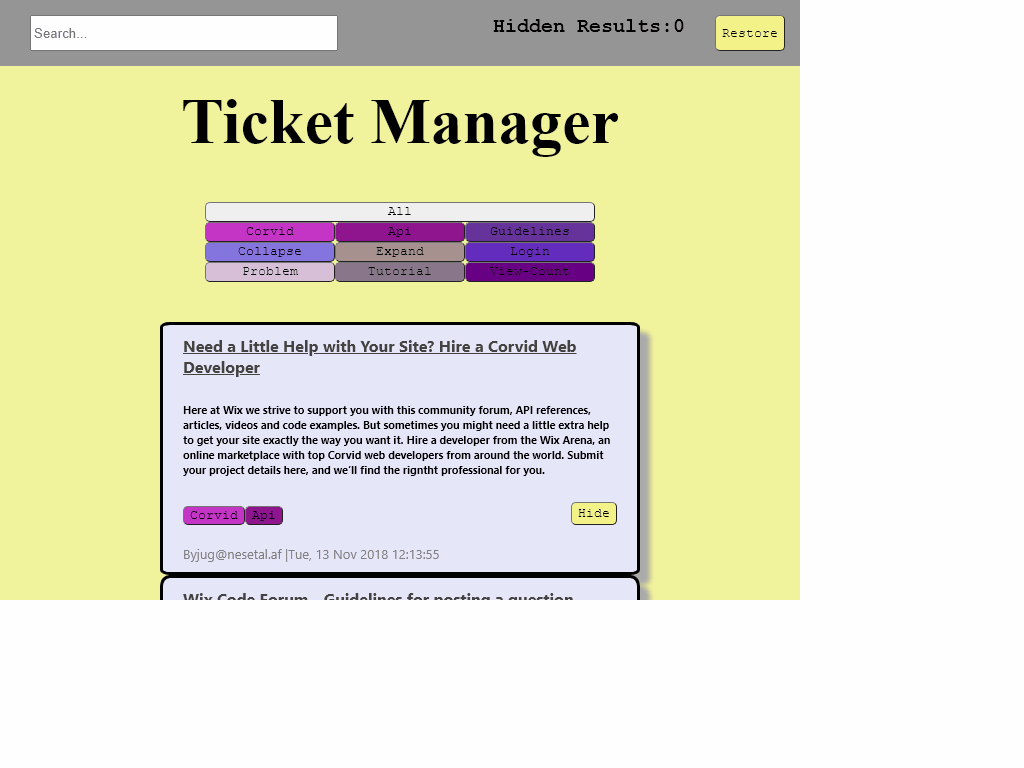 Search...
Hidden Results:0
Restore
Ticket Manager
All
Corvid Api Guidelines
Collapse Expand Login
Problem Tutorial View-Count
Need a Little Help with Your Site? Hire a Corvid Web
Developer
Here at Wix we strive to support you with this community forum, API references,
articles, videos and code examples. But sometimes you might need a little extra help
to get your site exactly the way you want it. Hire a developer from the Wix Arena, an
online marketplace with top Corvid web developers from around the world. Submit
your project details here, and we'll find the rigntht professional for you.
Corvid Api
Hide
Byjug@nesetal.af |Tue, 13 Nov 2018 12:13:55
Wix Code Forum - Guidelines for posting a question